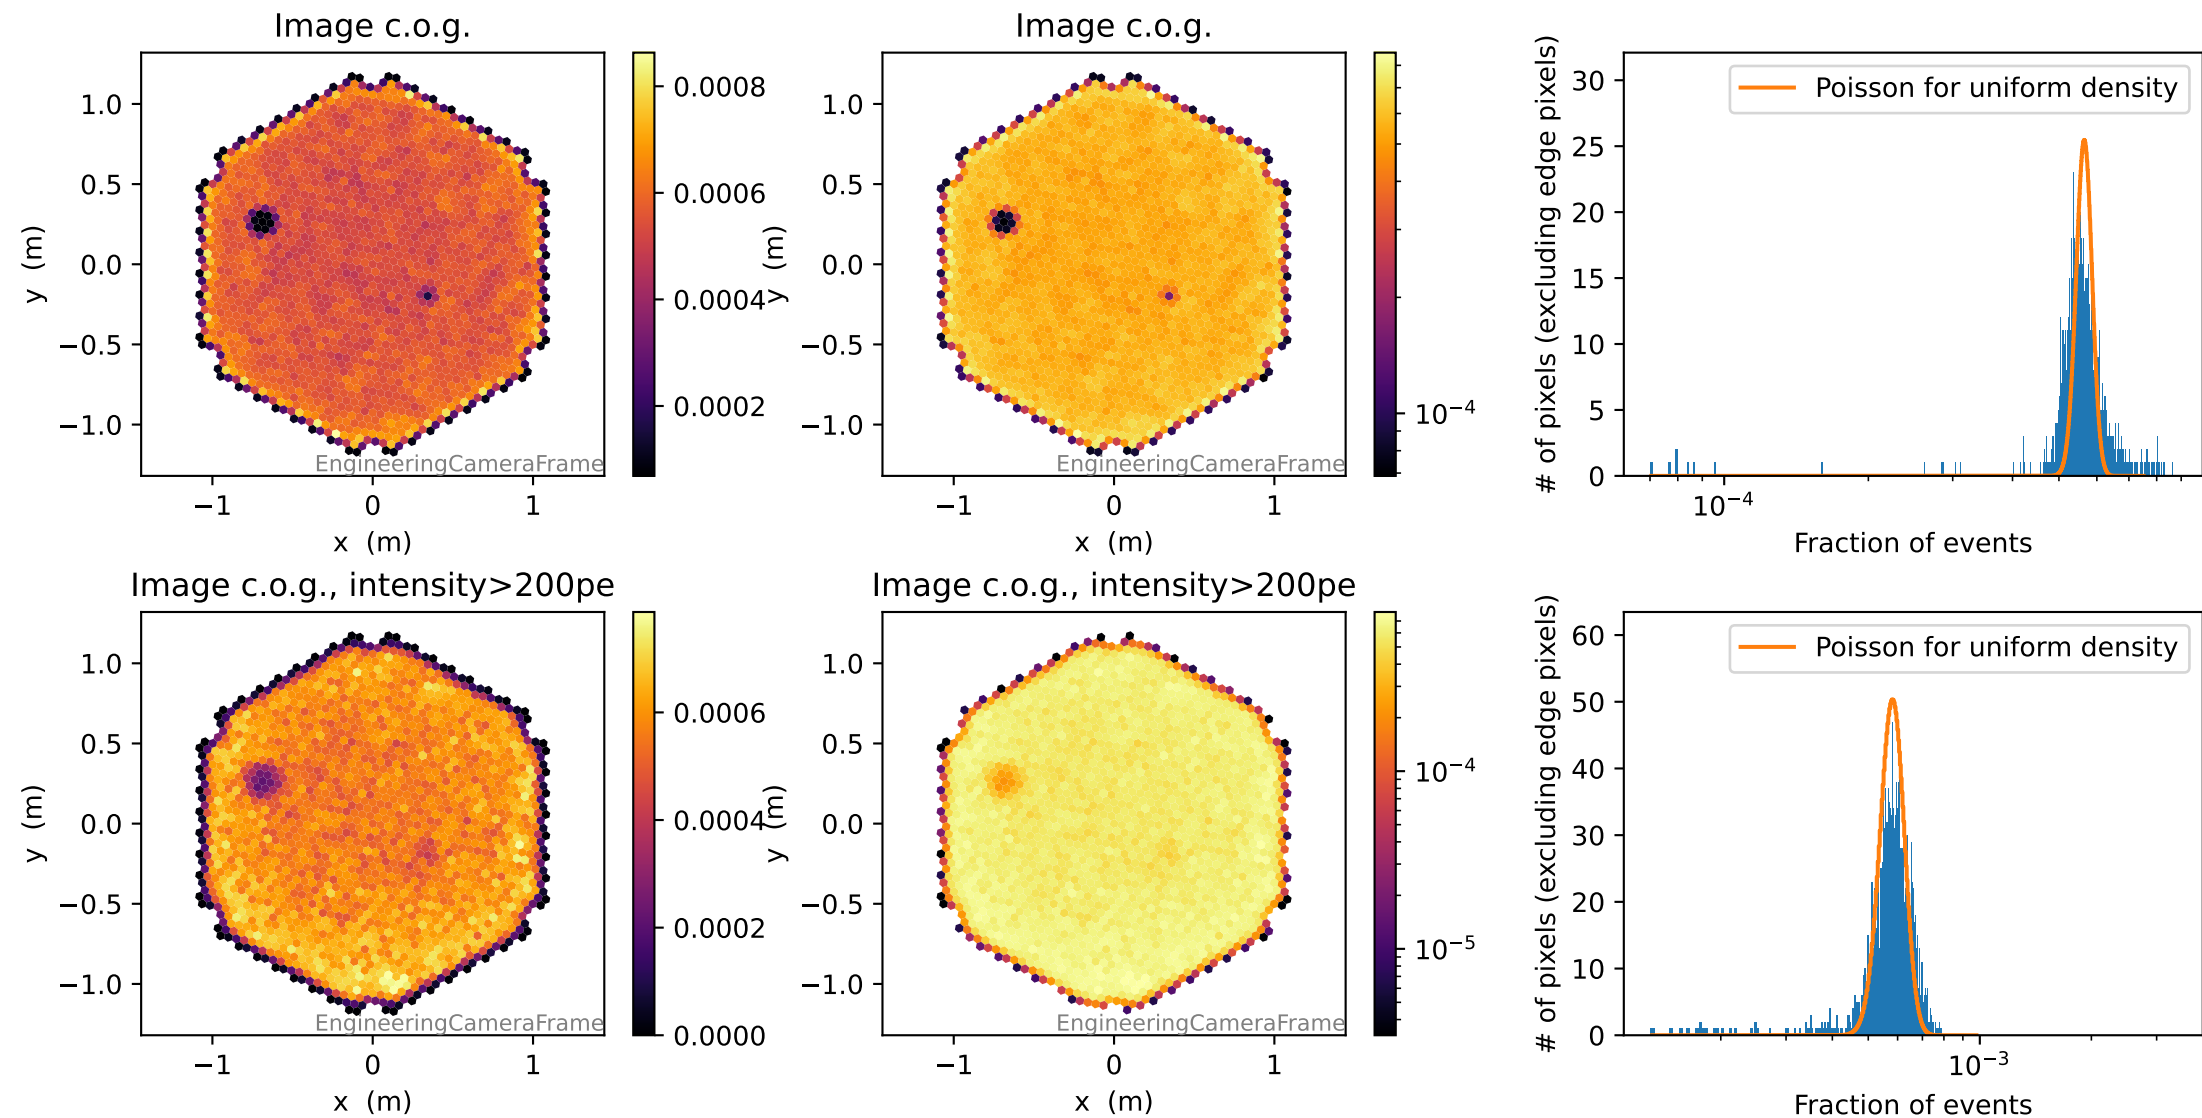 Image c.o.g.
1.0
0.5
0.0
−0.5
−1.0
y (m)
−1
0
1
x (m)
EngineeringCameraFrame
0.0008
0.0006
0.0004
0.0002
Image c.o.g.
1.0
0.5
0.0
−0.5
−1.0
y (m)
−1
0
1
x (m)
EngineeringCameraFrame
10−4
# of pixels (excluding edge pixels)
30
25
20
15
10
5
0
Poisson for uniform density
10−4
Fraction of events
Image c.o.g., intensity>200pe
1.0
0.5
0.0
−0.5
−1.0
y (m)
−1
0
1
x (m)
EngineeringCameraFrame
0.0006
0.0004
0.0002
0.0000
Image c.o.g., intensity>200pe
1.0
0.5
0.0
−0.5
−1.0
y (m)
−1
0
1
x (m)
EngineeringCameraFrame
10−4
10−5
# of pixels (excluding edge pixels)
60
50
40
30
20
10
0
Poisson for uniform density
10−3
Fraction of events